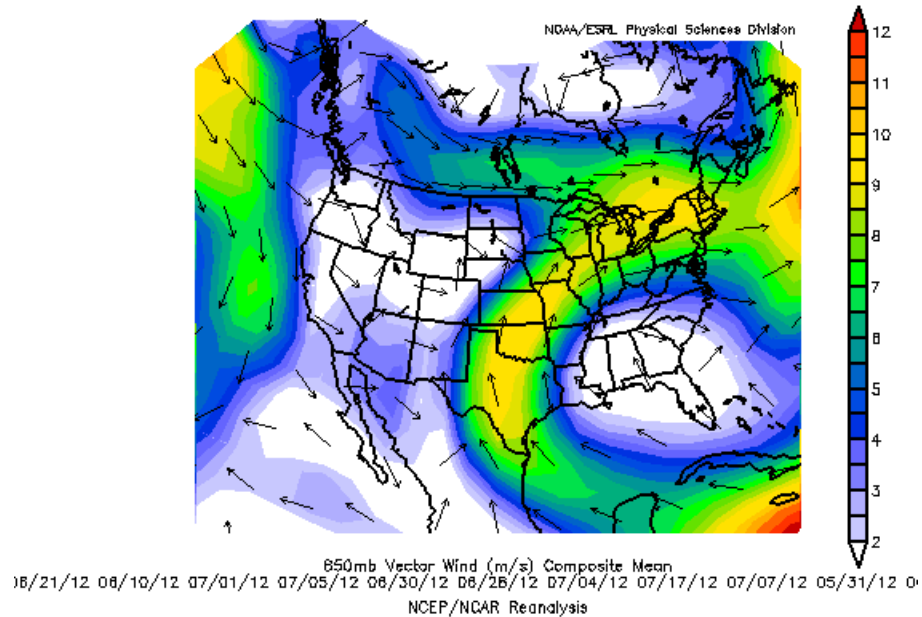 NOAA/ESRL Physical Sciences Division
12
11
10
9
8
7
6
5
4
3
2
850mb Vector Wind (m/s) Composite Mean
06/21/12 06/10/12 07/01/12 07/05/12 06/30/12 06/28/12 07/04/12 07/17/12 07/07/12 05/31/12
NCEP/NCAR Reanalysis